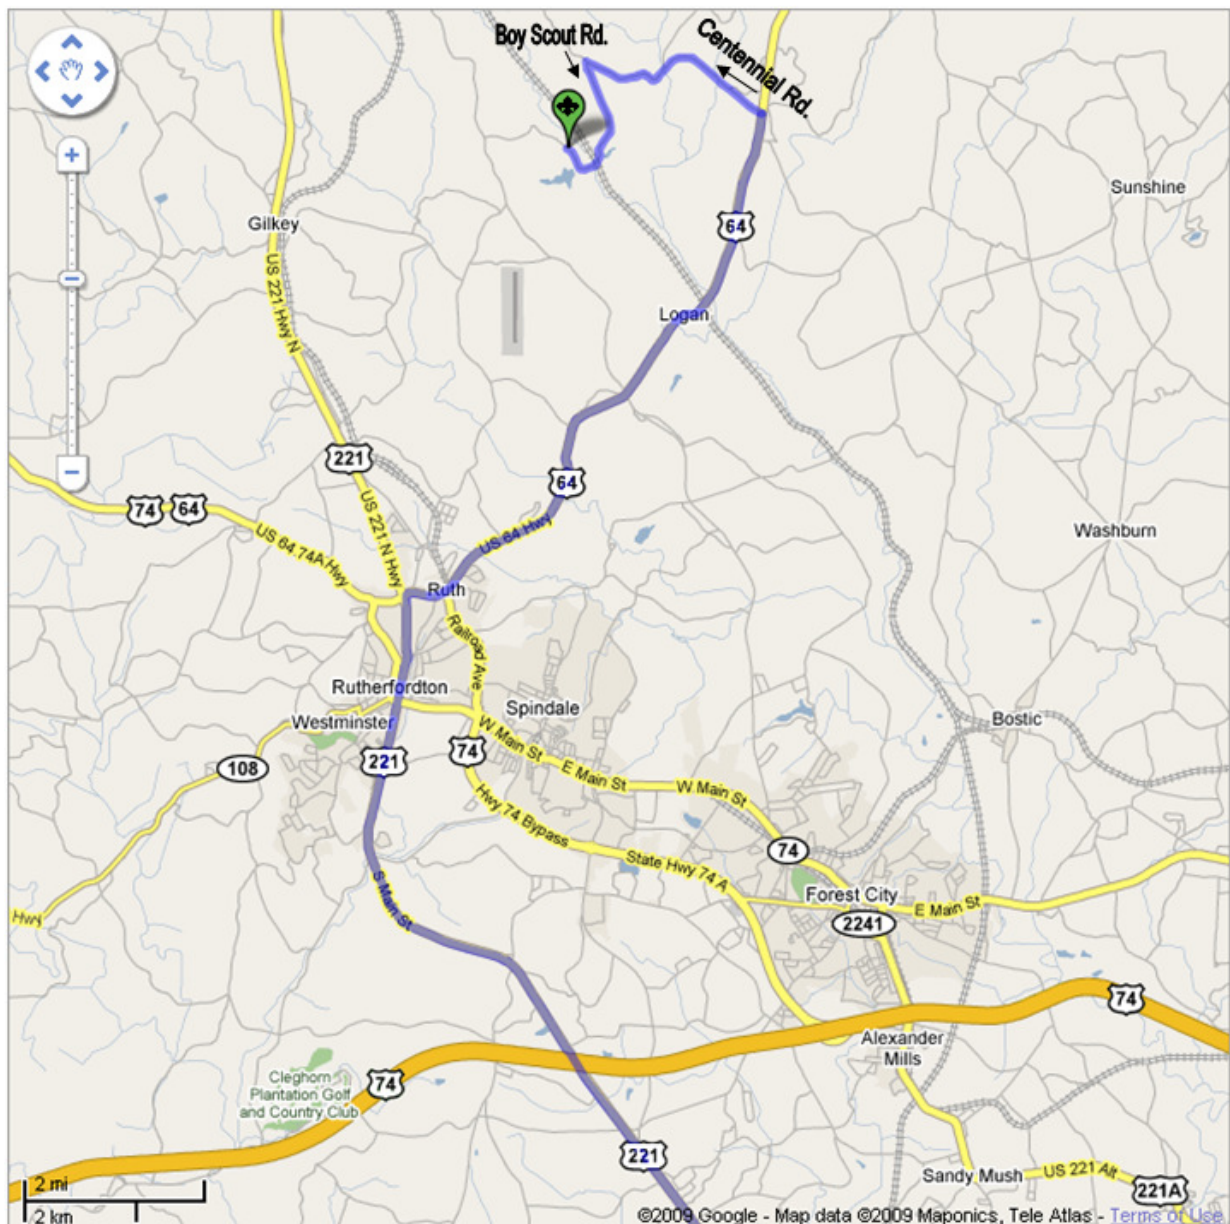 Boy Scout Rd.
Centennial Rd.
Sunshine
Gilkey
64
US 221 Hwy N
Logan
221
64
74
64
US 221 N Hwy
US 64 Hwy
Washburn
US 64.74A Hwy
Ruth
Railroad Ave
Rutherfordton
Spindale
Westminster
W Main St
Bostic
74
221
108
E Main St
W Main St
Hwy 74 Bypass
74
State Hwy 74 A
S Main St
Forest City
E Main St
Hwy
2241
74
Alexander
Mills
Cleghorn
Plantation Golf
and Country Club
74
221
Sandy Mush
US 221 Alt
221A
2 mi
2 km
©2009 Google - Map data ©2009 Maponics, Tele Atlas - Terms of Use